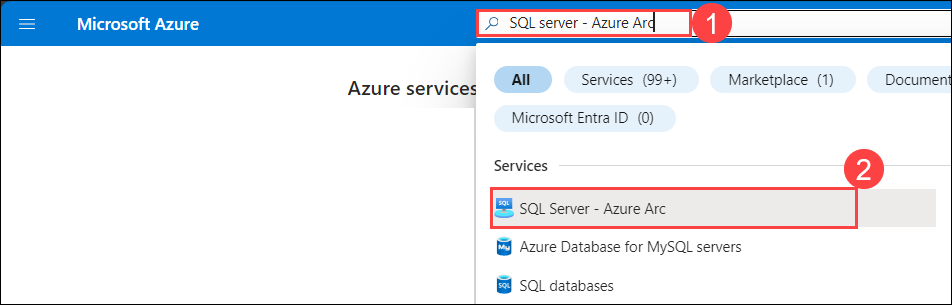 Microsoft Azure
SQL server - Azure Arc
1
All
Services (99+)
Marketplace (1)
Document
Azure services
Microsoft Entra ID (0)
Services
2
SQL
SQL Server - Azure Arc
My
Azure Database for MySQL servers
SQL
SQL databases